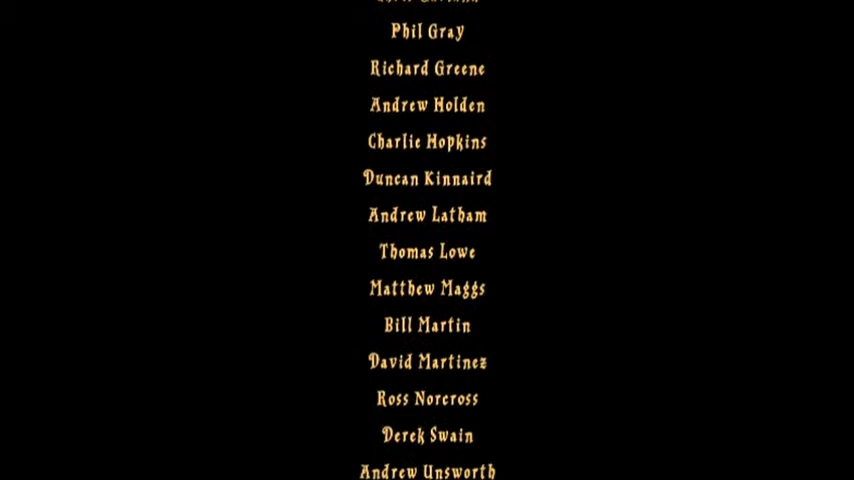 Phil Gray
Richard Greene
Andrew Holden
Charlie Hopkins
Duncan Kinnaird
Andrew Latham
Thomas Lowe
Matthew Maggs
Bill Martin
David Martinez
Ross Norcross
Derek Swain
Andrew Unsworth